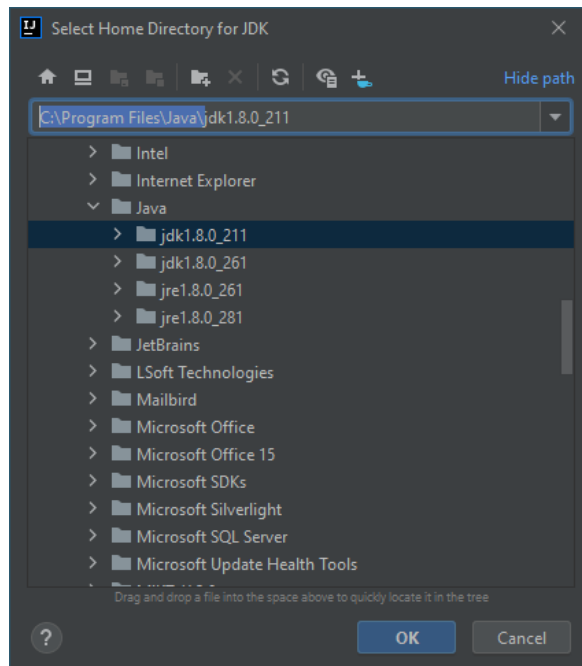 Select Home Directory for JDK
Hide path
C:\Program Files\Java\jdk1.8.0_211
Intel
Internet Explorer
Java
jdk1.8.0_211
jdk1.8.0_261
jre1.8.0_261
jre1.8.0_281
JetBrains
LSoft Technologies
Mailbird
Microsoft Office
Microsoft Office 15
Microsoft SDKs
Microsoft Silverlight
Microsoft SQL Server
Microsoft Update Health Tools
Drag and drop a file into the space above to quickly locate it in the tree
? OK Cancel